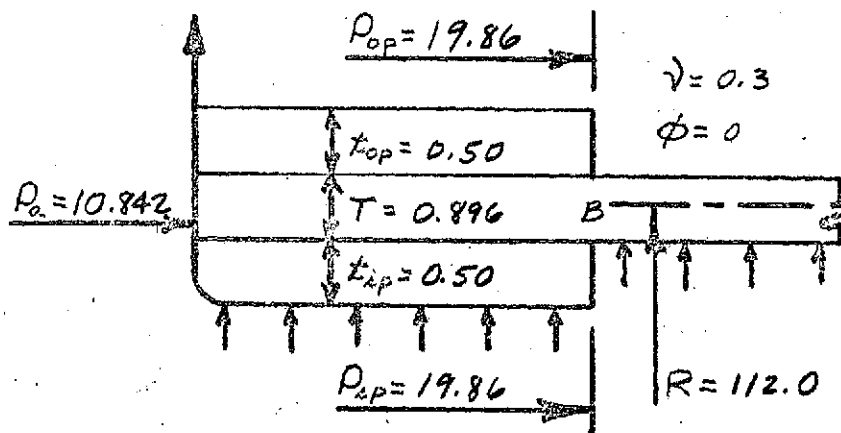 P_op = 19.86
ν = 0.3
φ = 0
t_op = 0.50
P_o = 10.842
T = 0.896
B
t_ip = 0.50
P_ip = 19.86
R = 112.0